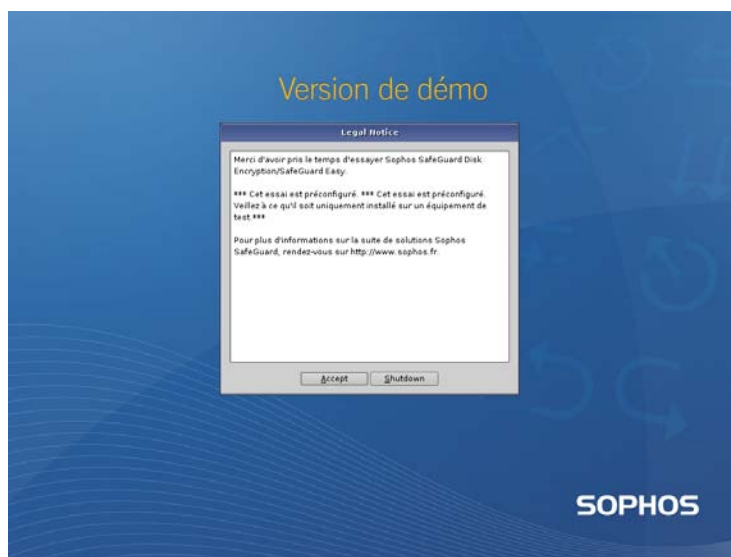 Version de démo
Legal Notice
Merci d'avoir pris le temps d'essayer Sophos SafeGuard Disk
Encryption/SafeGuard Easy.
*** Cet essai est préconfiguré. *** Cet essai est préconfiguré.
Veillez à ce qu'il soit uniquement installé sur un équipement de
test ***
Pour plus d'informations sur la suite de solutions Sophos
SafeGuard, rendez-vous sur http://www.sophos.fr.
Accept Shutdown
SOPHOS